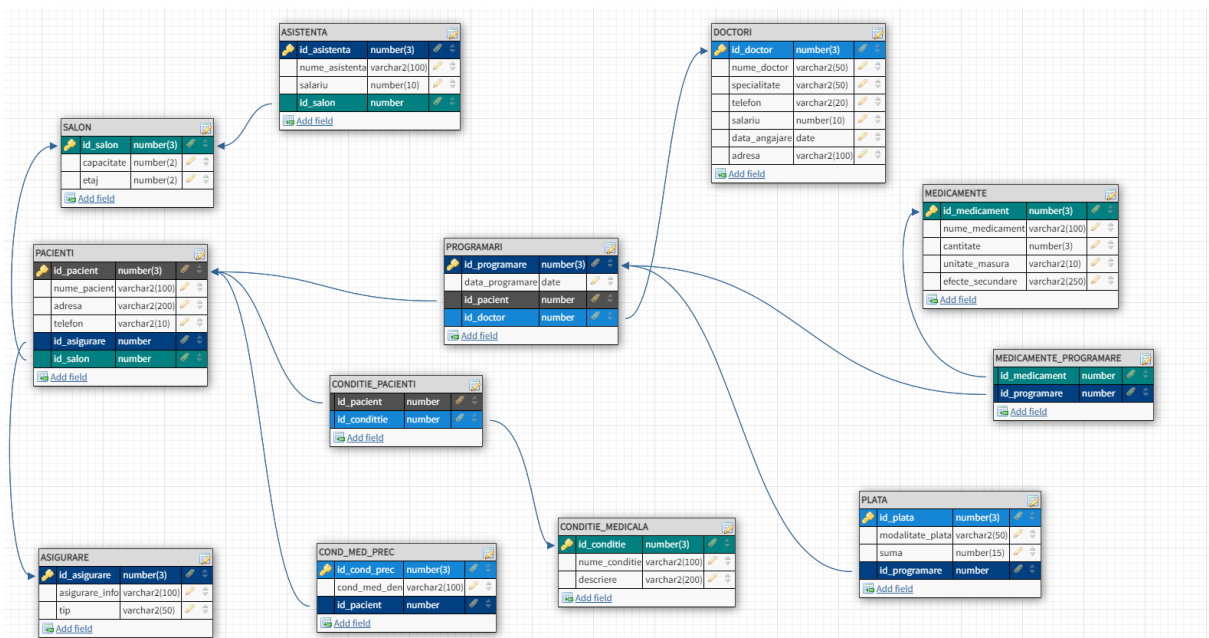 ASISTENTA
id_asistenta number(3)
nume_asistenta varchar2(100)
salariu number(10)
id_salon number
Add field
DOCTORI
id_doctor number(3)
nume_doctor varchar2(50)
specialitate varchar2(50)
telefon varchar2(20)
salariu number(10)
data_angajare date
adresa varchar2(100)
Add field
SALON
id_salon number(3)
capacitate number(2)
etaj number(2)
Add field
MEDICAMENTE
id_medicament number(3)
nume_medicament varchar2(100)
cantitate number(3)
unitate_masura varchar2(10)
efecte_secundare varchar2(250)
Add field
PACIENTI
id_pacient number(3)
nume_pacient varchar2(100)
adresa varchar2(200)
telefon varchar2(10)
id_asigurare number
id_salon number
Add field
PROGRAMARI
id_programare number(3)
data_programare date
id_pacient number
id_doctor number
Add field
MEDICAMENTE_PROGRAMARE
id_medicament number
id_programare number
Add field
CONDITIE_PACIENTI
id_pacient number
id_condittie number
Add field
PLATA
id_plata number(3)
modalitate_plata varchar2(50)
suma number(15)
id_programare number
Add field
CONDITIE_MEDICALA
id_conditie number(3)
nume_conditie varchar2(100)
descriere varchar2(200)
Add field
COND_MED_PREC
id_cond_prec number(3)
cond_med_den varchar2(100)
id_pacient number
Add field
ASIGURARE
id_asigurare number(3)
asigurare_info varchar2(100)
tip varchar2(50)
Add field